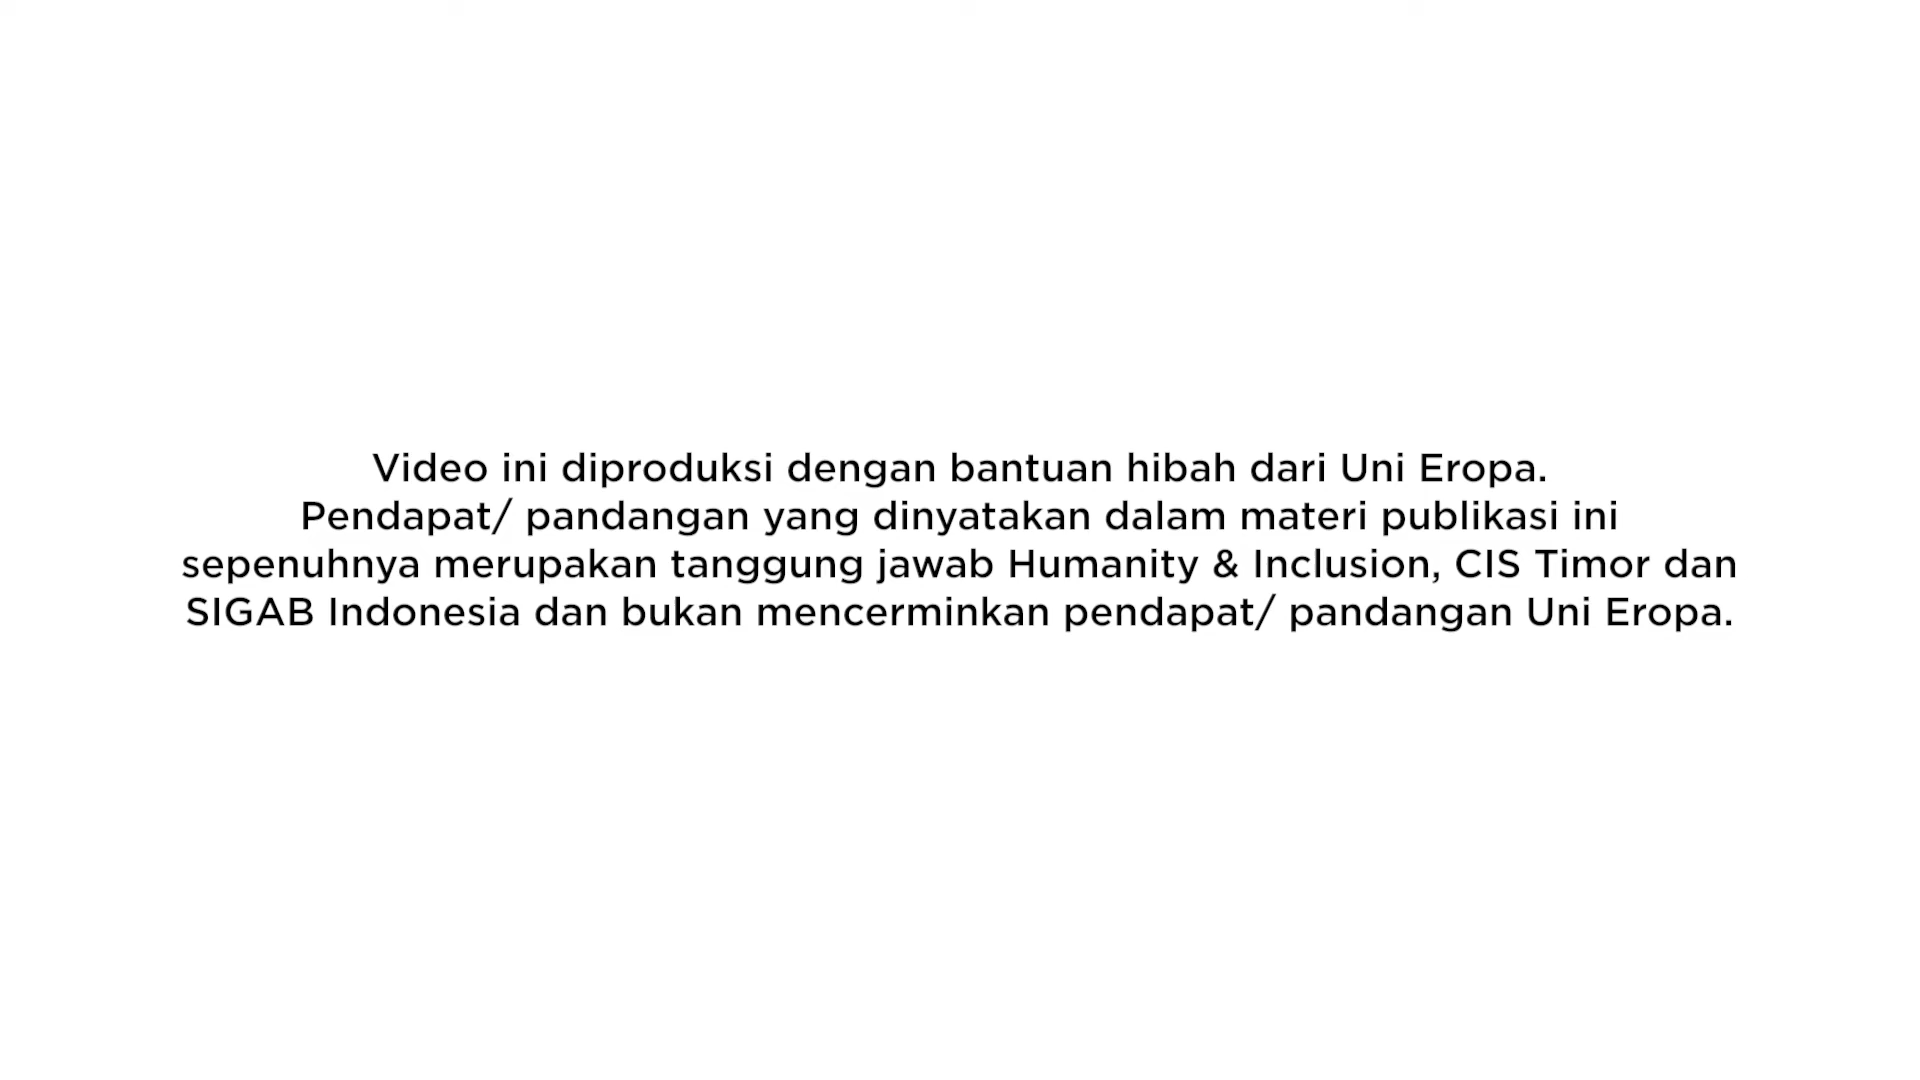 Video ini diproduksi dengan bantuan hibah dari Uni Eropa.
Pendapat/ pandangan yang dinyatakan dalam materi publikasi ini
sepenuhnya merupakan tanggung jawab Humanity & Inclusion, CIS Timor dan
SIGAB Indonesia dan bukan mencerminkan pendapat/ pandangan Uni Eropa.